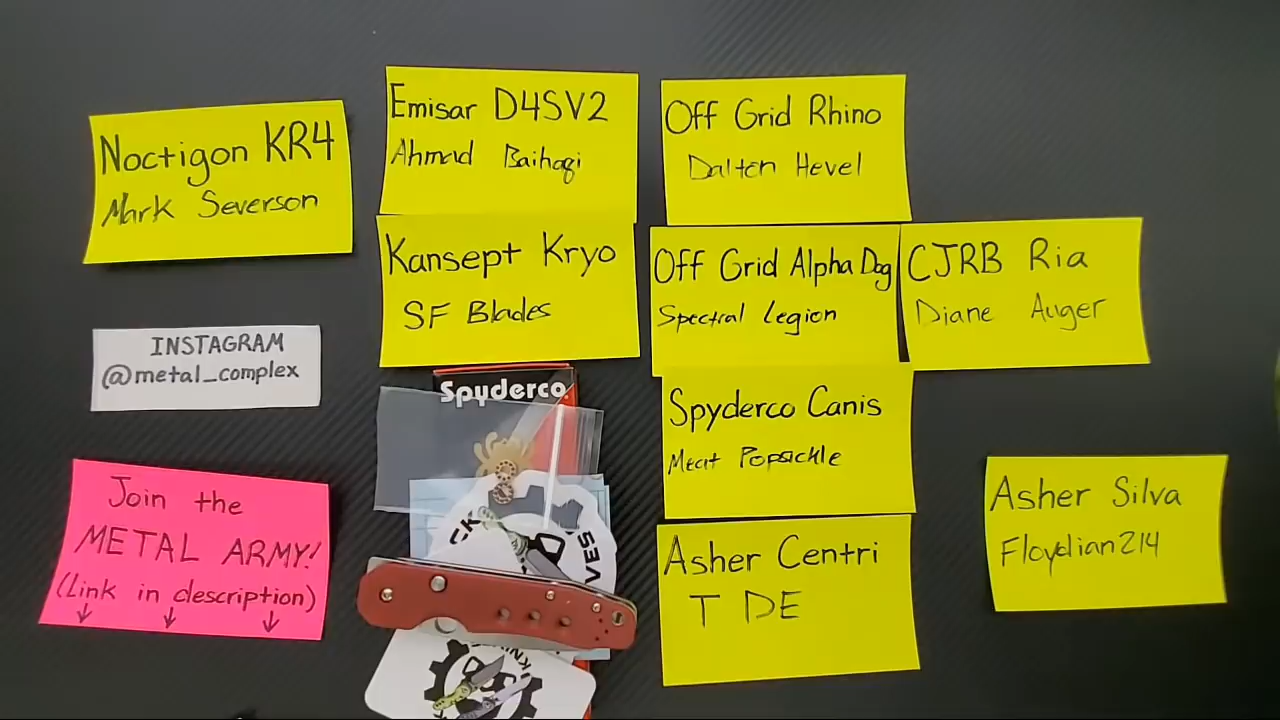 Noctigon KR4
Mark Severson
Emisar D4SV2
Ahmad Baihaqi
Off Grid Rhino
Dalton Hevel
Kansept Kryo
SF Blades
Off Grid Alpha Dog
Spectral Legion
CJRB Ria
Diane Auger
INSTAGRAM
@metal_complex
Spyderco
Spyderco Canis
Meat Popsickle
Join the
METAL ARMY!
(Link in description)
Asher Centri
T DE
Asher Silva
Floydian214